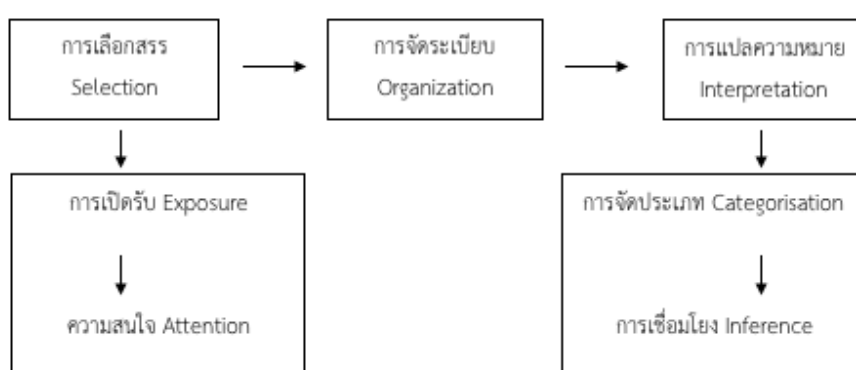 การเลือกสรร
Selection
การจัดระเบียบ
Organization
การแปลความหมาย
Interpretation
การเปิดรับ Exposure
ความสนใจ Attention
การจัดประเภท Categorisation
การเชื่อมโยง Inference